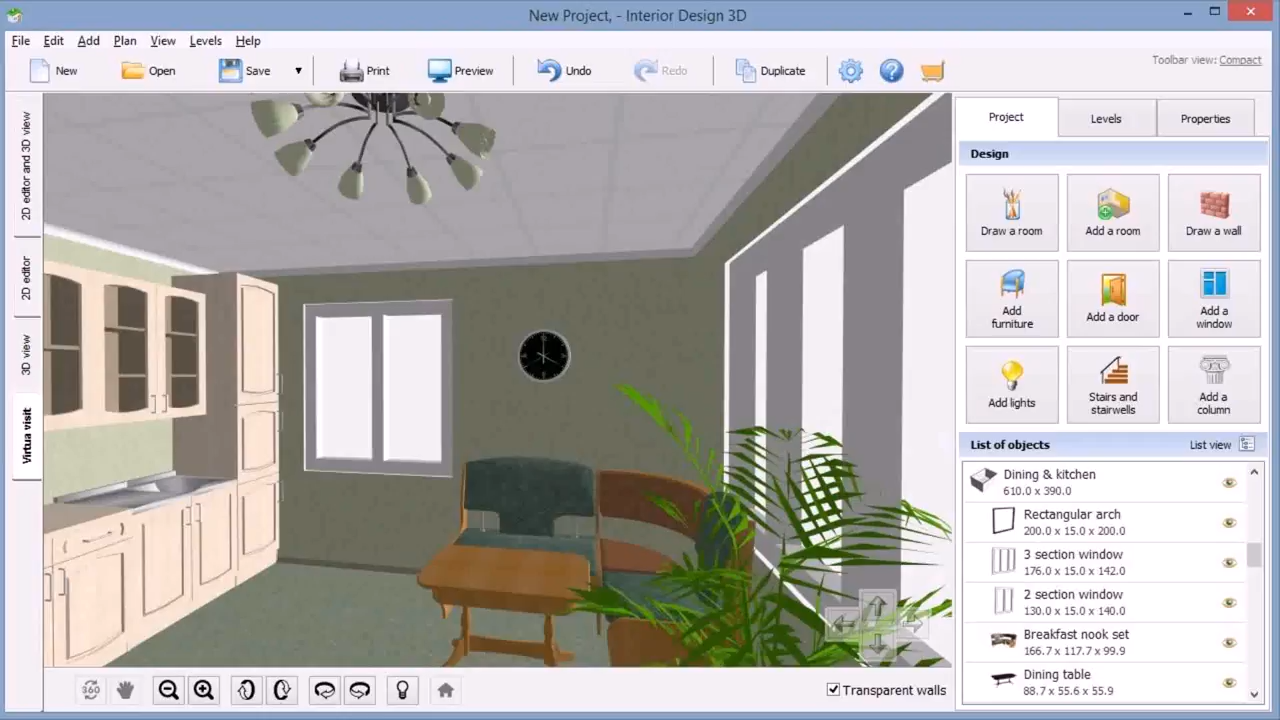 New Project, - Interior Design 3D
File Edit Add Plan View Levels Help
New Open Save Print Preview Undo Redo Duplicate
Toolbar view: Compact
2D editor and 3D view
2D editor
3D view
Virtua visit
Project Levels Properties
Design
Draw a room
Add a room
Draw a wall
Add
furniture
Add a door
Add a
window
Add lights
Stairs and
stairwells
Add a
column
List of objects List view
Dining & kitchen
610.0 x 390.0
Rectangular arch
200.0 x 15.0 x 200.0
3 section window
176.0 x 15.0 x 142.0
2 section window
130.0 x 15.0 x 140.0
Breakfast nook set
166.7 x 117.7 x 99.9
Dining table
88.7 x 55.6 x 55.9
360
Transparent walls